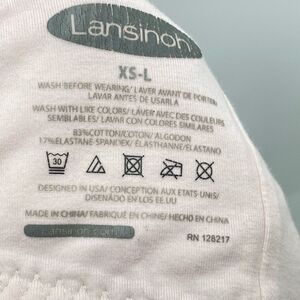 Lansinoh
XS-L
WASH BEFORE WEARING/ LAVER AVANT DE PORTER
LAVAR ANTES DE USARLA
WASH WITH LIKE COLORS/ LAVER AVEC DES COULEURS
SEMBLABLES/ LAVAR CON COLORES SIMILARES
83% COTTON/COTON/ ALGODON
17% ELASTANE-SPANDEX/ ÉLASTHANNE/ELASTANO
30
DESIGNED IN USA/ CONCEPTION AUX ETATS-UNIS/
DISEÑADO EN LOS EE.UU
MADE IN CHINA/ FABRIQUÉ EN CHINE/ HECHO EN CHINA
Lansinoh.com
RN 128217